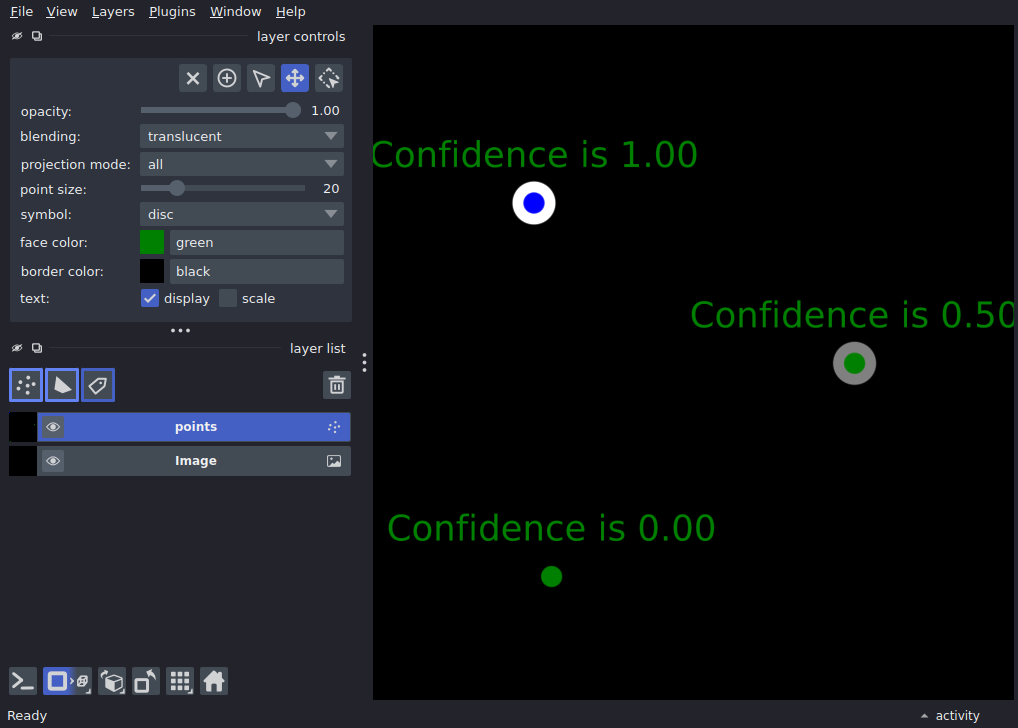 File View Layers Plugins Window Help
layer controls
opacity: 1.00
blending: translucent
projection mode: all
point size: 20
symbol: disc
face color: green
border color: black
text: display scale
layer list
points
Image
Confidence is 1.00
Confidence is 0.50
Confidence is 0.00
Ready
activity